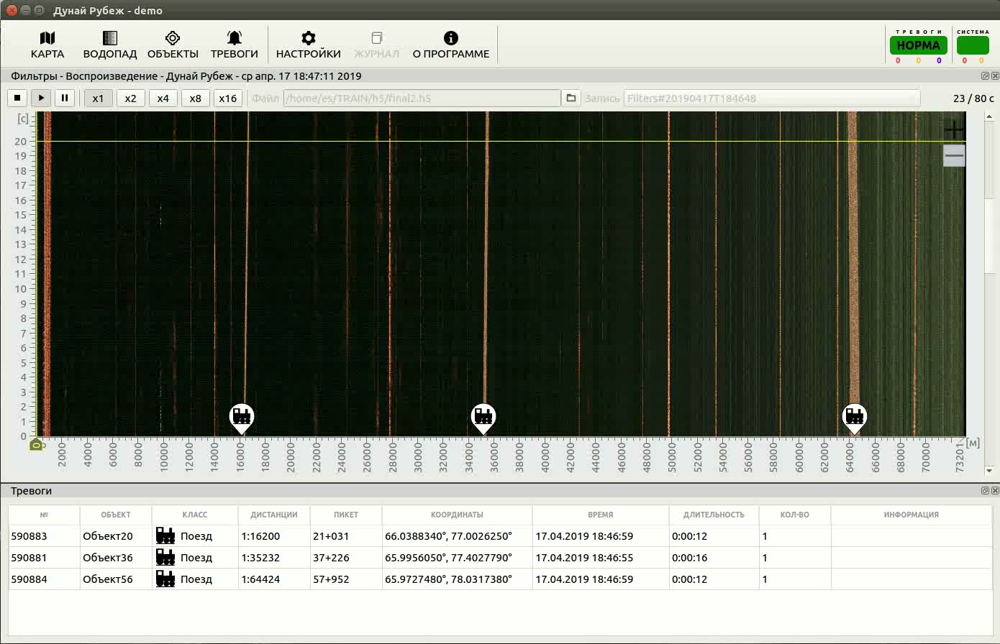 Дунай Рубеж - demo
КАРТА ВОДОПАД ОБЪЕКТЫ ТРЕВОГИ НАСТРОЙКИ ЖУРНАЛ О ПРОГРАММЕ
ТРЕВОГИ СИСТЕМА
НОРМА
0 0 0 0 0
Фильтры - Воспроизведение - Дунай Рубеж - ср апр. 17 18:47:11 2019
x1 x2 x4 x8 x16 Файл /home/es/TRAIN/h5/final2.h5 Запись Filters#20190417T184648 23 / 80 с
[с]
20
19
18
17
16
15
14
13
12
11
10
9
8
7
6
5
4
3
2
1
0
0 0 2000 4000 6000 8000 10000 12000 14000 16000 18000 20000 22000 24000 26000 28000 30000 32000 34000 36000 38000 40000 42000 44000 46000 48000 50000 52000 54000 56000 58000 60000 62000 64000 66000 68000 70000 73201 [м]
Тревоги
№ ОБЪЕКТ КЛАСС ДИСТАНЦИИ ПИКЕТ КООРДИНАТЫ ВРЕМЯ ДЛИТЕЛЬНОСТЬ КОЛ-ВО ИНФОРМАЦИЯ
590883 Объект20 Поезд 1:16200 21+031 66.0388340°, 77.0026250° 17.04.2019 18:46:59 0:00:12 1
590881 Объект36 Поезд 1:35232 37+226 65.9956050°, 77.4027790° 17.04.2019 18:46:55 0:00:16 1
590884 Объект56 Поезд 1:64424 57+952 65.9727480°, 78.0317380° 17.04.2019 18:46:59 0:00:12 1